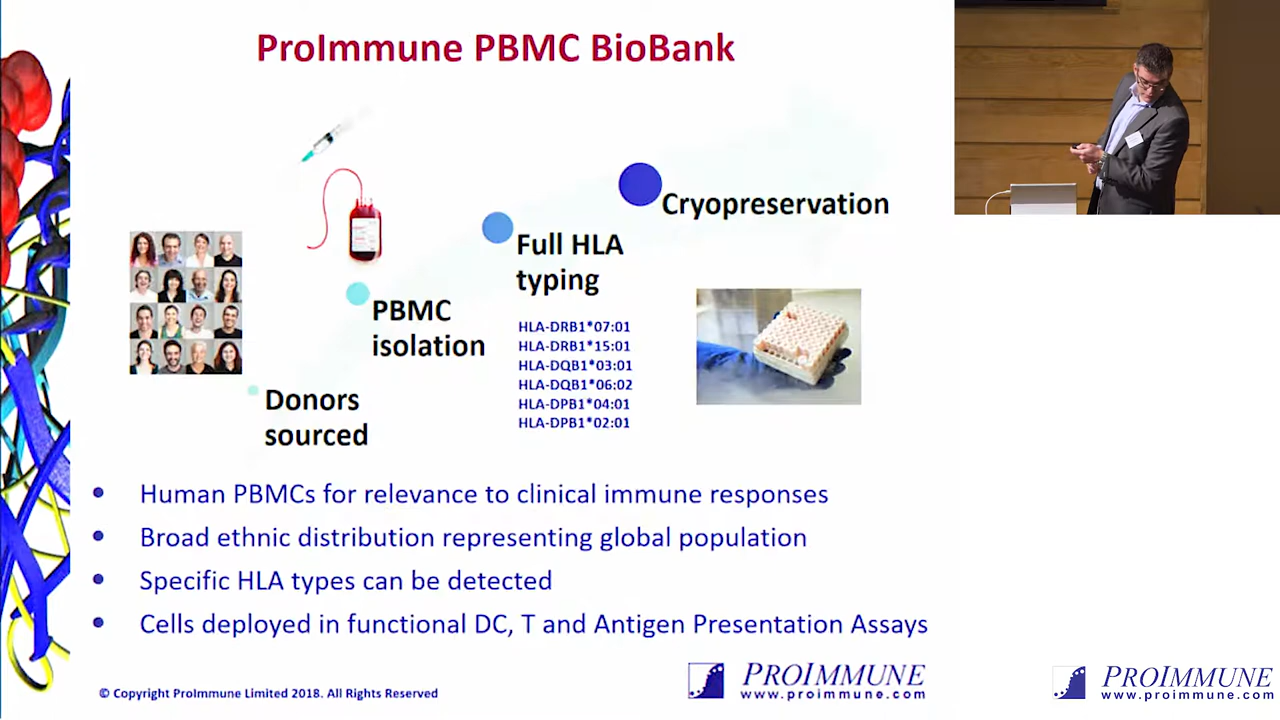 ProImmune PBMC BioBank
Cryopreservation
Full HLA
typing
PBMC
isolation
HLA-DRB1*07:01
HLA-DRB1*15:01
HLA-DQB1*03:01
HLA-DQB1*06:02
HLA-DPB1*04:01
HLA-DPB1*02:01
Donors
sourced
• Human PBMCs for relevance to clinical immune responses
• Broad ethnic distribution representing global population
• Specific HLA types can be detected
• Cells deployed in functional DC, T and Antigen Presentation Assays
© Copyright ProImmune Limited 2018. All Rights Reserved
PROIMMUNE
www.proimmune.com
PROIMMUNE
www.proimmune.com